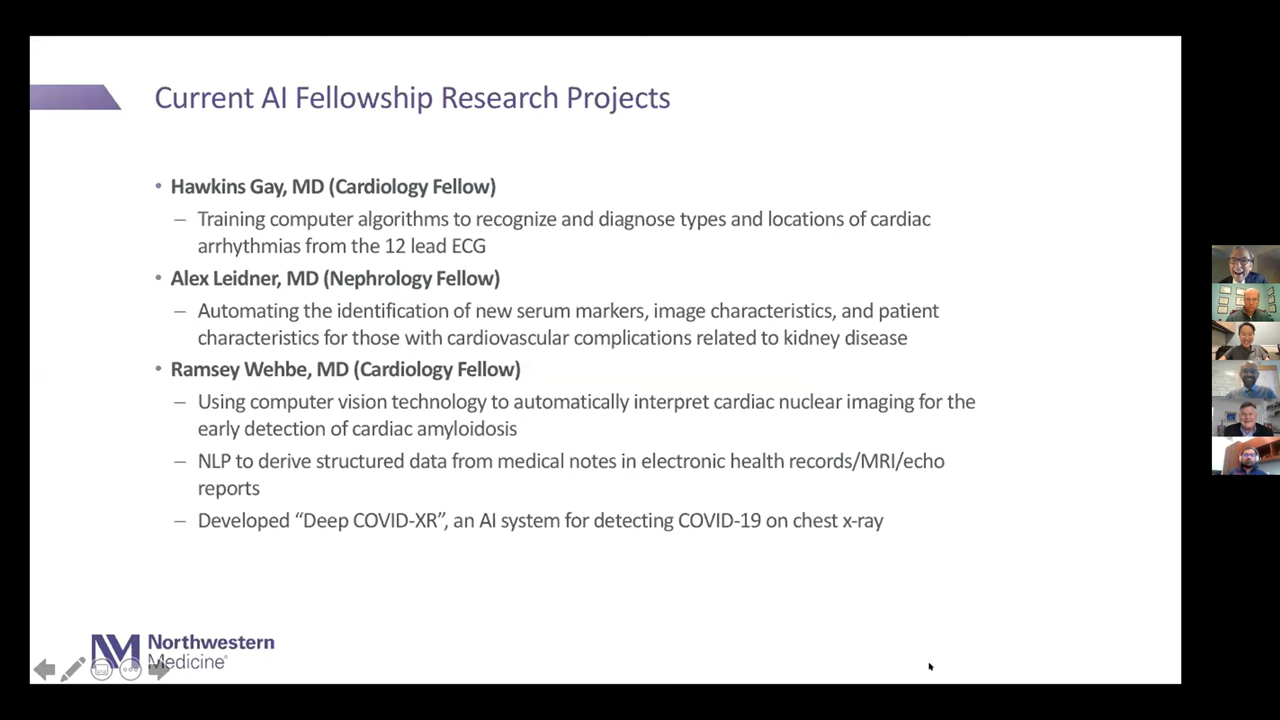 Current AI Fellowship Research Projects
• Hawkins Gay, MD (Cardiology Fellow)
– Training computer algorithms to recognize and diagnose types and locations of cardiac
arrhythmias from the 12 lead ECG
• Alex Leidner, MD (Nephrology Fellow)
– Automating the identification of new serum markers, image characteristics, and patient
characteristics for those with cardiovascular complications related to kidney disease
• Ramsey Wehbe, MD (Cardiology Fellow)
– Using computer vision technology to automatically interpret cardiac nuclear imaging for the
early detection of cardiac amyloidosis
– NLP to derive structured data from medical notes in electronic health records/MRI/echo
reports
– Developed “Deep COVID-XR”, an AI system for detecting COVID-19 on chest x-ray
NM Northwestern
Medicine®